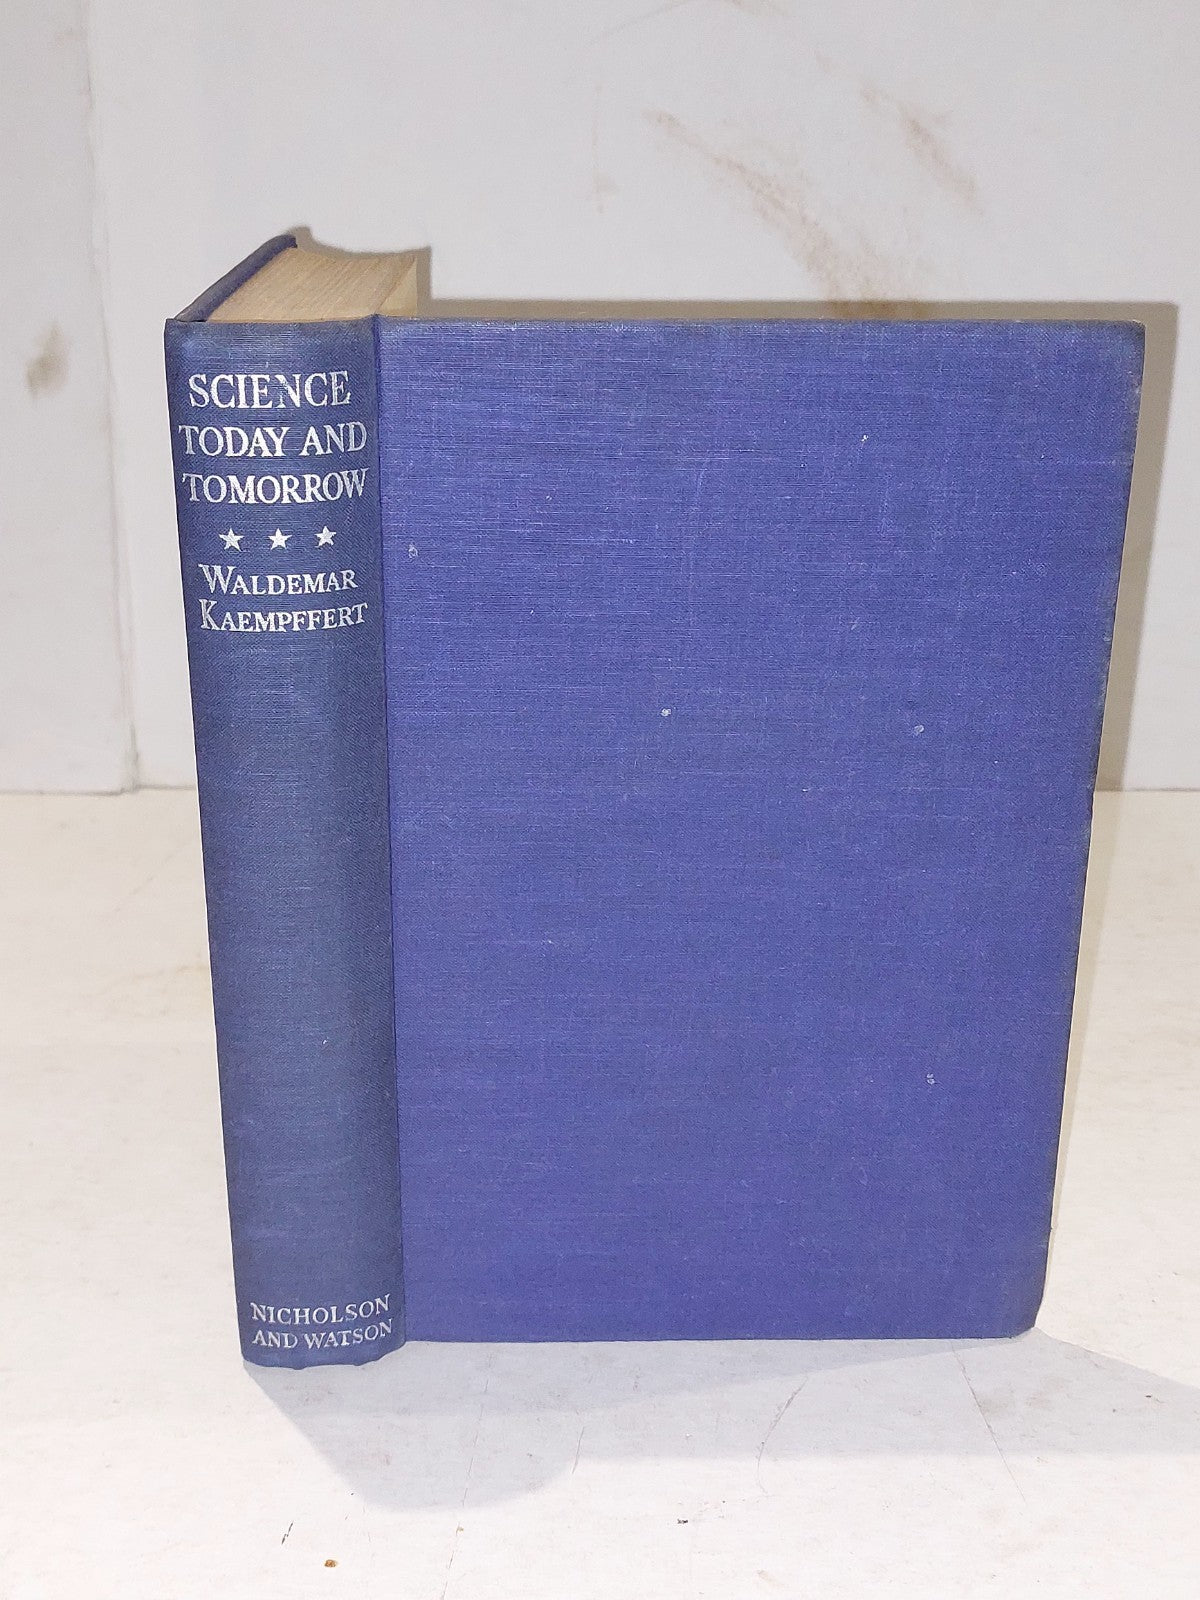 SCIENCE
TODAY AND
TOMORROW
★ ★ ★
WALDEMAR
KAEMPFFERT
NICHOLSON
AND WATSON